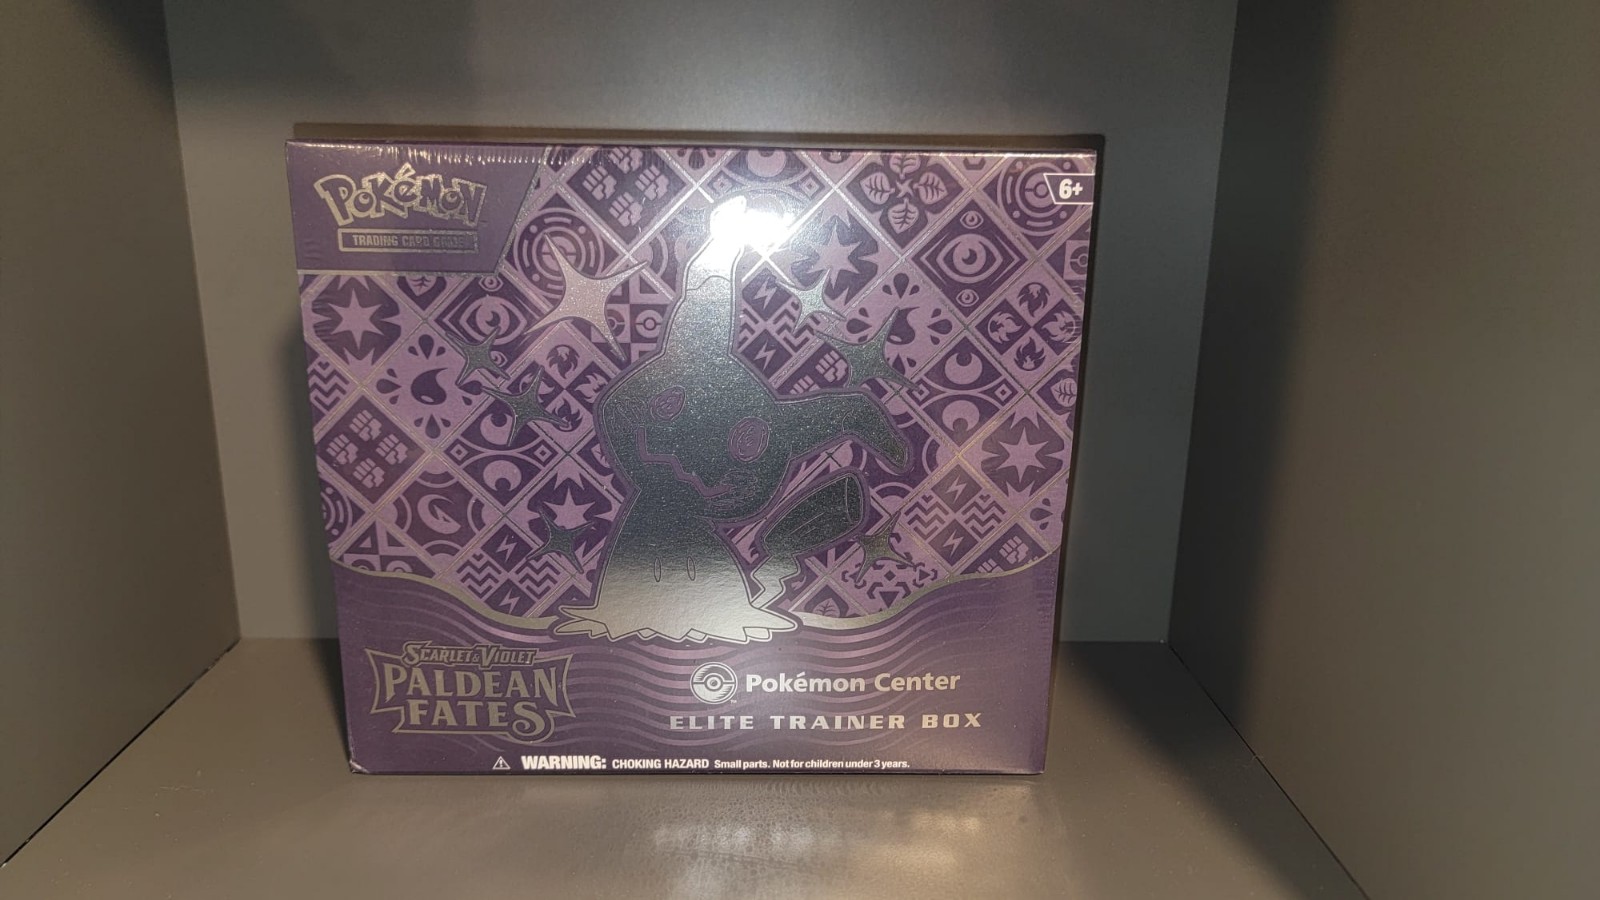 POKéMON
TRADING CARD GAME
6+
SCARLET & VIOLET
PALDEAN
FATES
Pokémon Center
TM
ELITE TRAINER BOX
WARNING: CHOKING HAZARD Small parts. Not for children under 3 years.